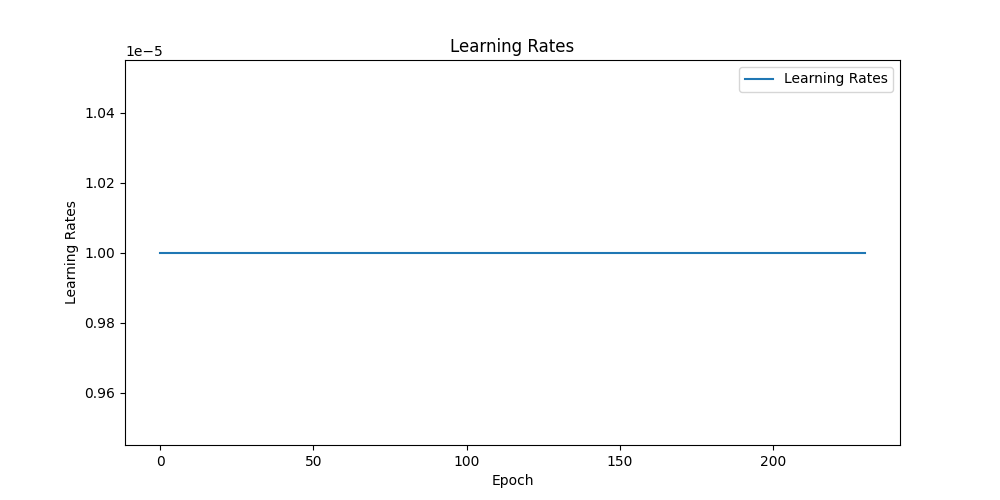 Learning Rates
1e−5
Learning Rates
1.04
1.02
1.00
0.98
0.96
Learning Rates
0 50 100 150 200
Epoch